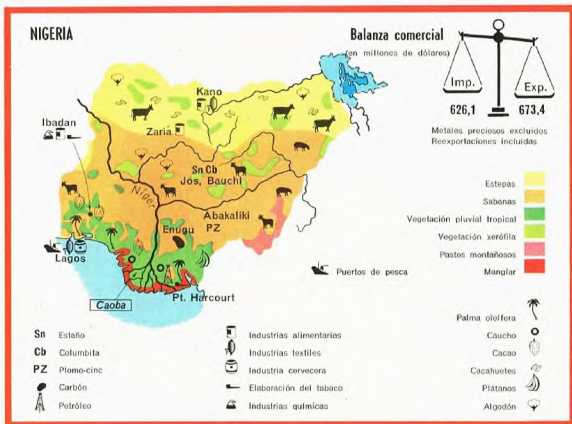 NIGERIA
Balanza comercial
(en millones de dólares)
Imp.
Exp.
626,1
673,4
Metales preciosos excluídos
Reexportaciones incluidas
Kano
Zaria
Ibadan
Sn Cb
Jos, Bauchi
Níger
Abakaliki
PZ
Enugu
Lagos
Caoba
Pt. Harcourt
Estepas
Sabanas
Vegetación pluvial tropical
Vegetación xerófila
Pastos montañosos
Manglar
Puertos de pesca
Sn Estaño
Cb Columbita
PZ Plomo-cinc
Carbón
Petróleo
Industrias alimentarias
Industrias textiles
Industria cervecera
Elaboración del tabaco
Industrias químicas
Palma oleífera
Caucho
Cacao
Cacahuetes
Plátanos
Algodón